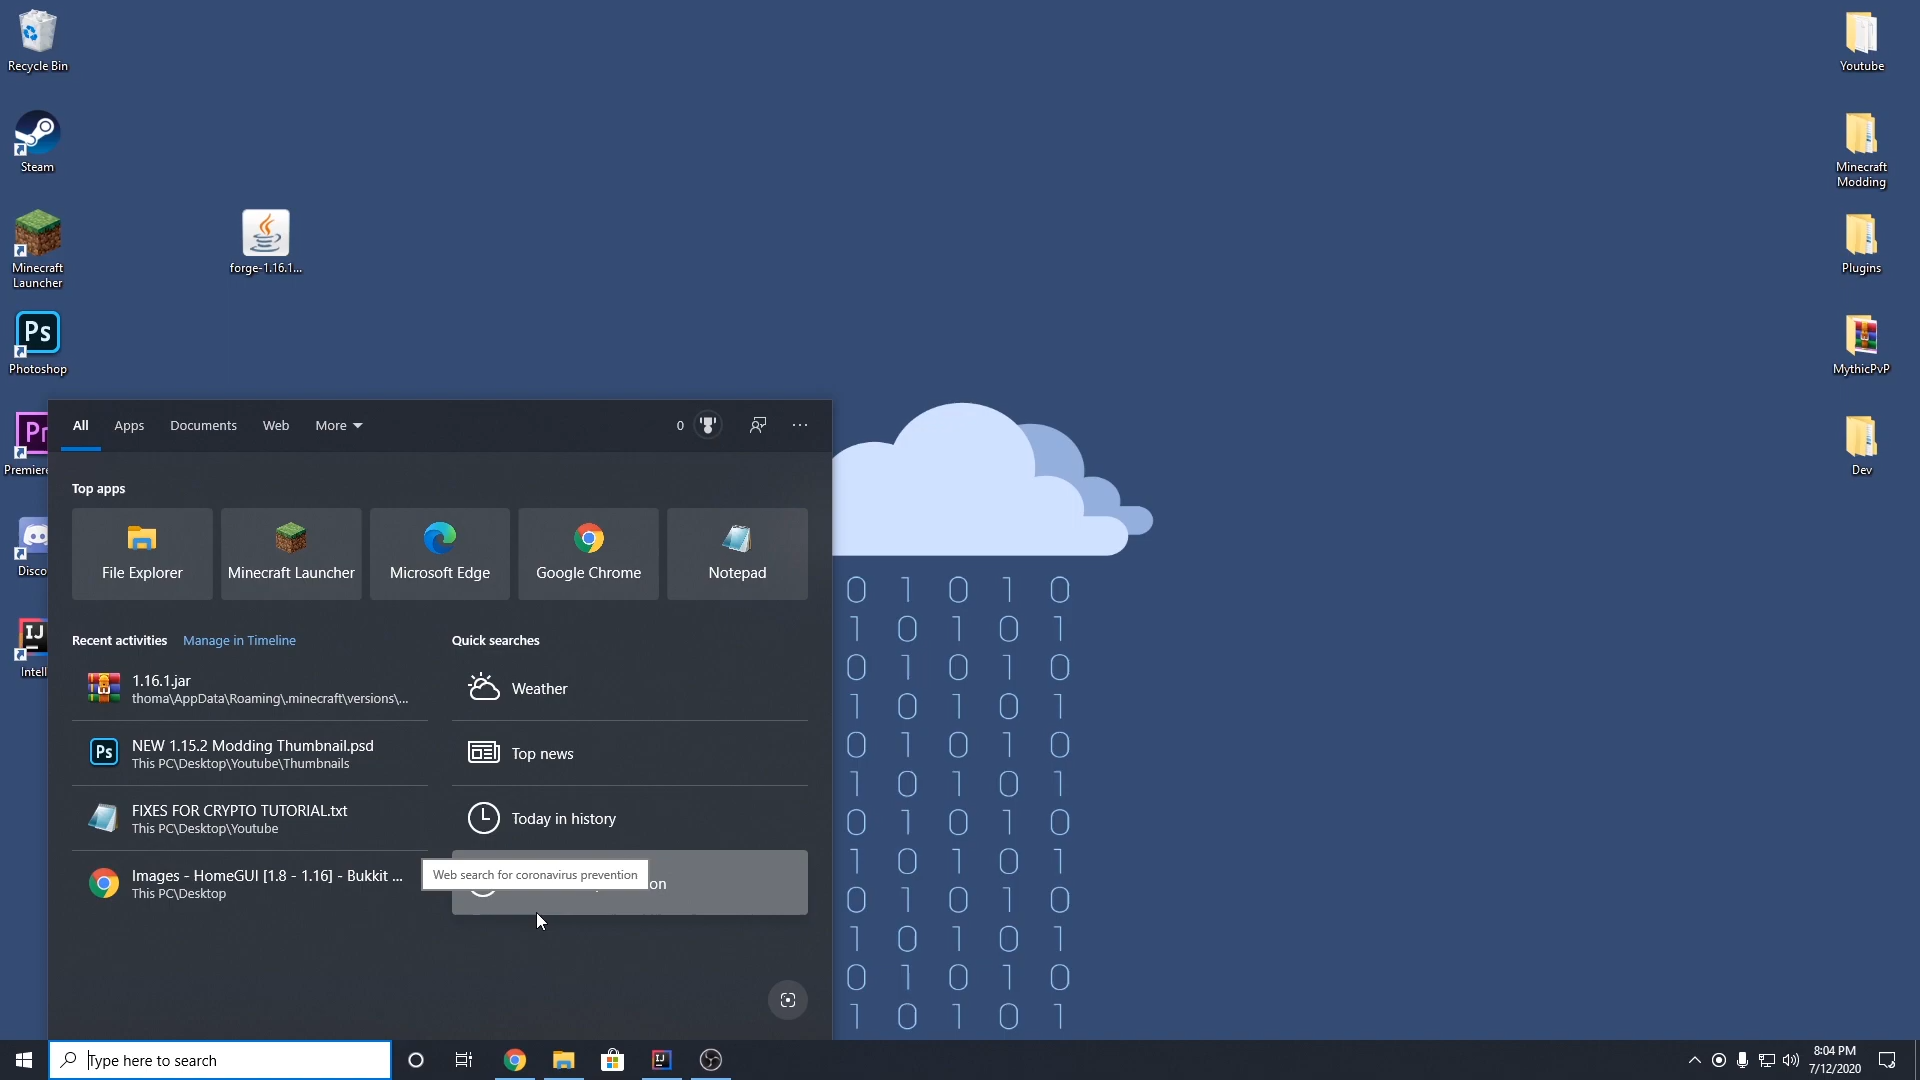 Recycle Bin
Steam
Minecraft
Launcher
Photoshop
Premiere
Disco
Intell
forge-1.16.1...
Youtube
Minecraft
Modding
Plugins
MythicPvP
Dev
All Apps Documents Web More 0 ...
Top apps
File Explorer Minecraft Launcher Microsoft Edge Google Chrome Notepad
Recent activities Manage in Timeline
1.16.1.jar
thoma\AppData\Roaming\.minecraft\versions\...
NEW 1.15.2 Modding Thumbnail.psd
This PC\Desktop\Youtube\Thumbnails
FIXES FOR CRYPTO TUTORIAL.txt
This PC\Desktop\Youtube
Images - HomeGUI [1.8 - 1.16] - Bukkit ...
This PC\Desktop
Quick searches
Weather
Top news
Today in history
Web search for coronavirus prevention
on
0 1 0 1 0
1 0 1 0 1
0 1 0 1 0
1 0 1 0 1
0 1 0 1 0
1 0 1 0 1
0 1 0 1 0
1 0 1 0 1
0 1 0 1 0
1 0 1 0 1
0 1 0 1 0
1 0 1 0 1
Type here to search
8:04 PM
7/12/2020